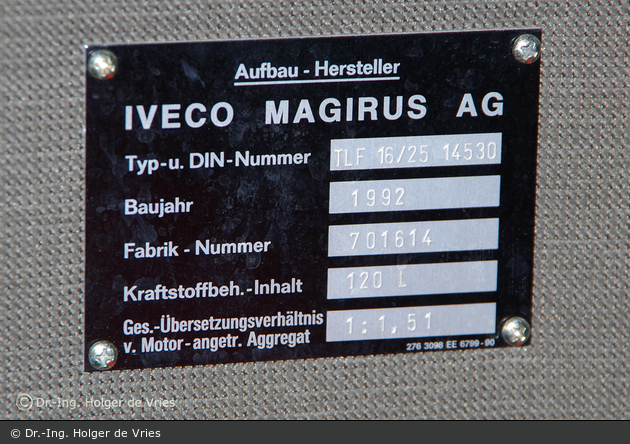 Aufbau - Hersteller
IVECO MAGIRUS AG
Typ-u. DIN-Nummer TLF 16/25 14530
Baujahr 1992
Fabrik - Nummer 701614
Kraftstoffbeh.-Inhalt 120 L
Ges.-Übersetzungsverhältnis
v. Motor-angetr. Aggregat 1:1,51
276 3098 EE 6799-90
© Dr.-Ing. Holger de Vries
© Dr.-Ing. Holger de Vries